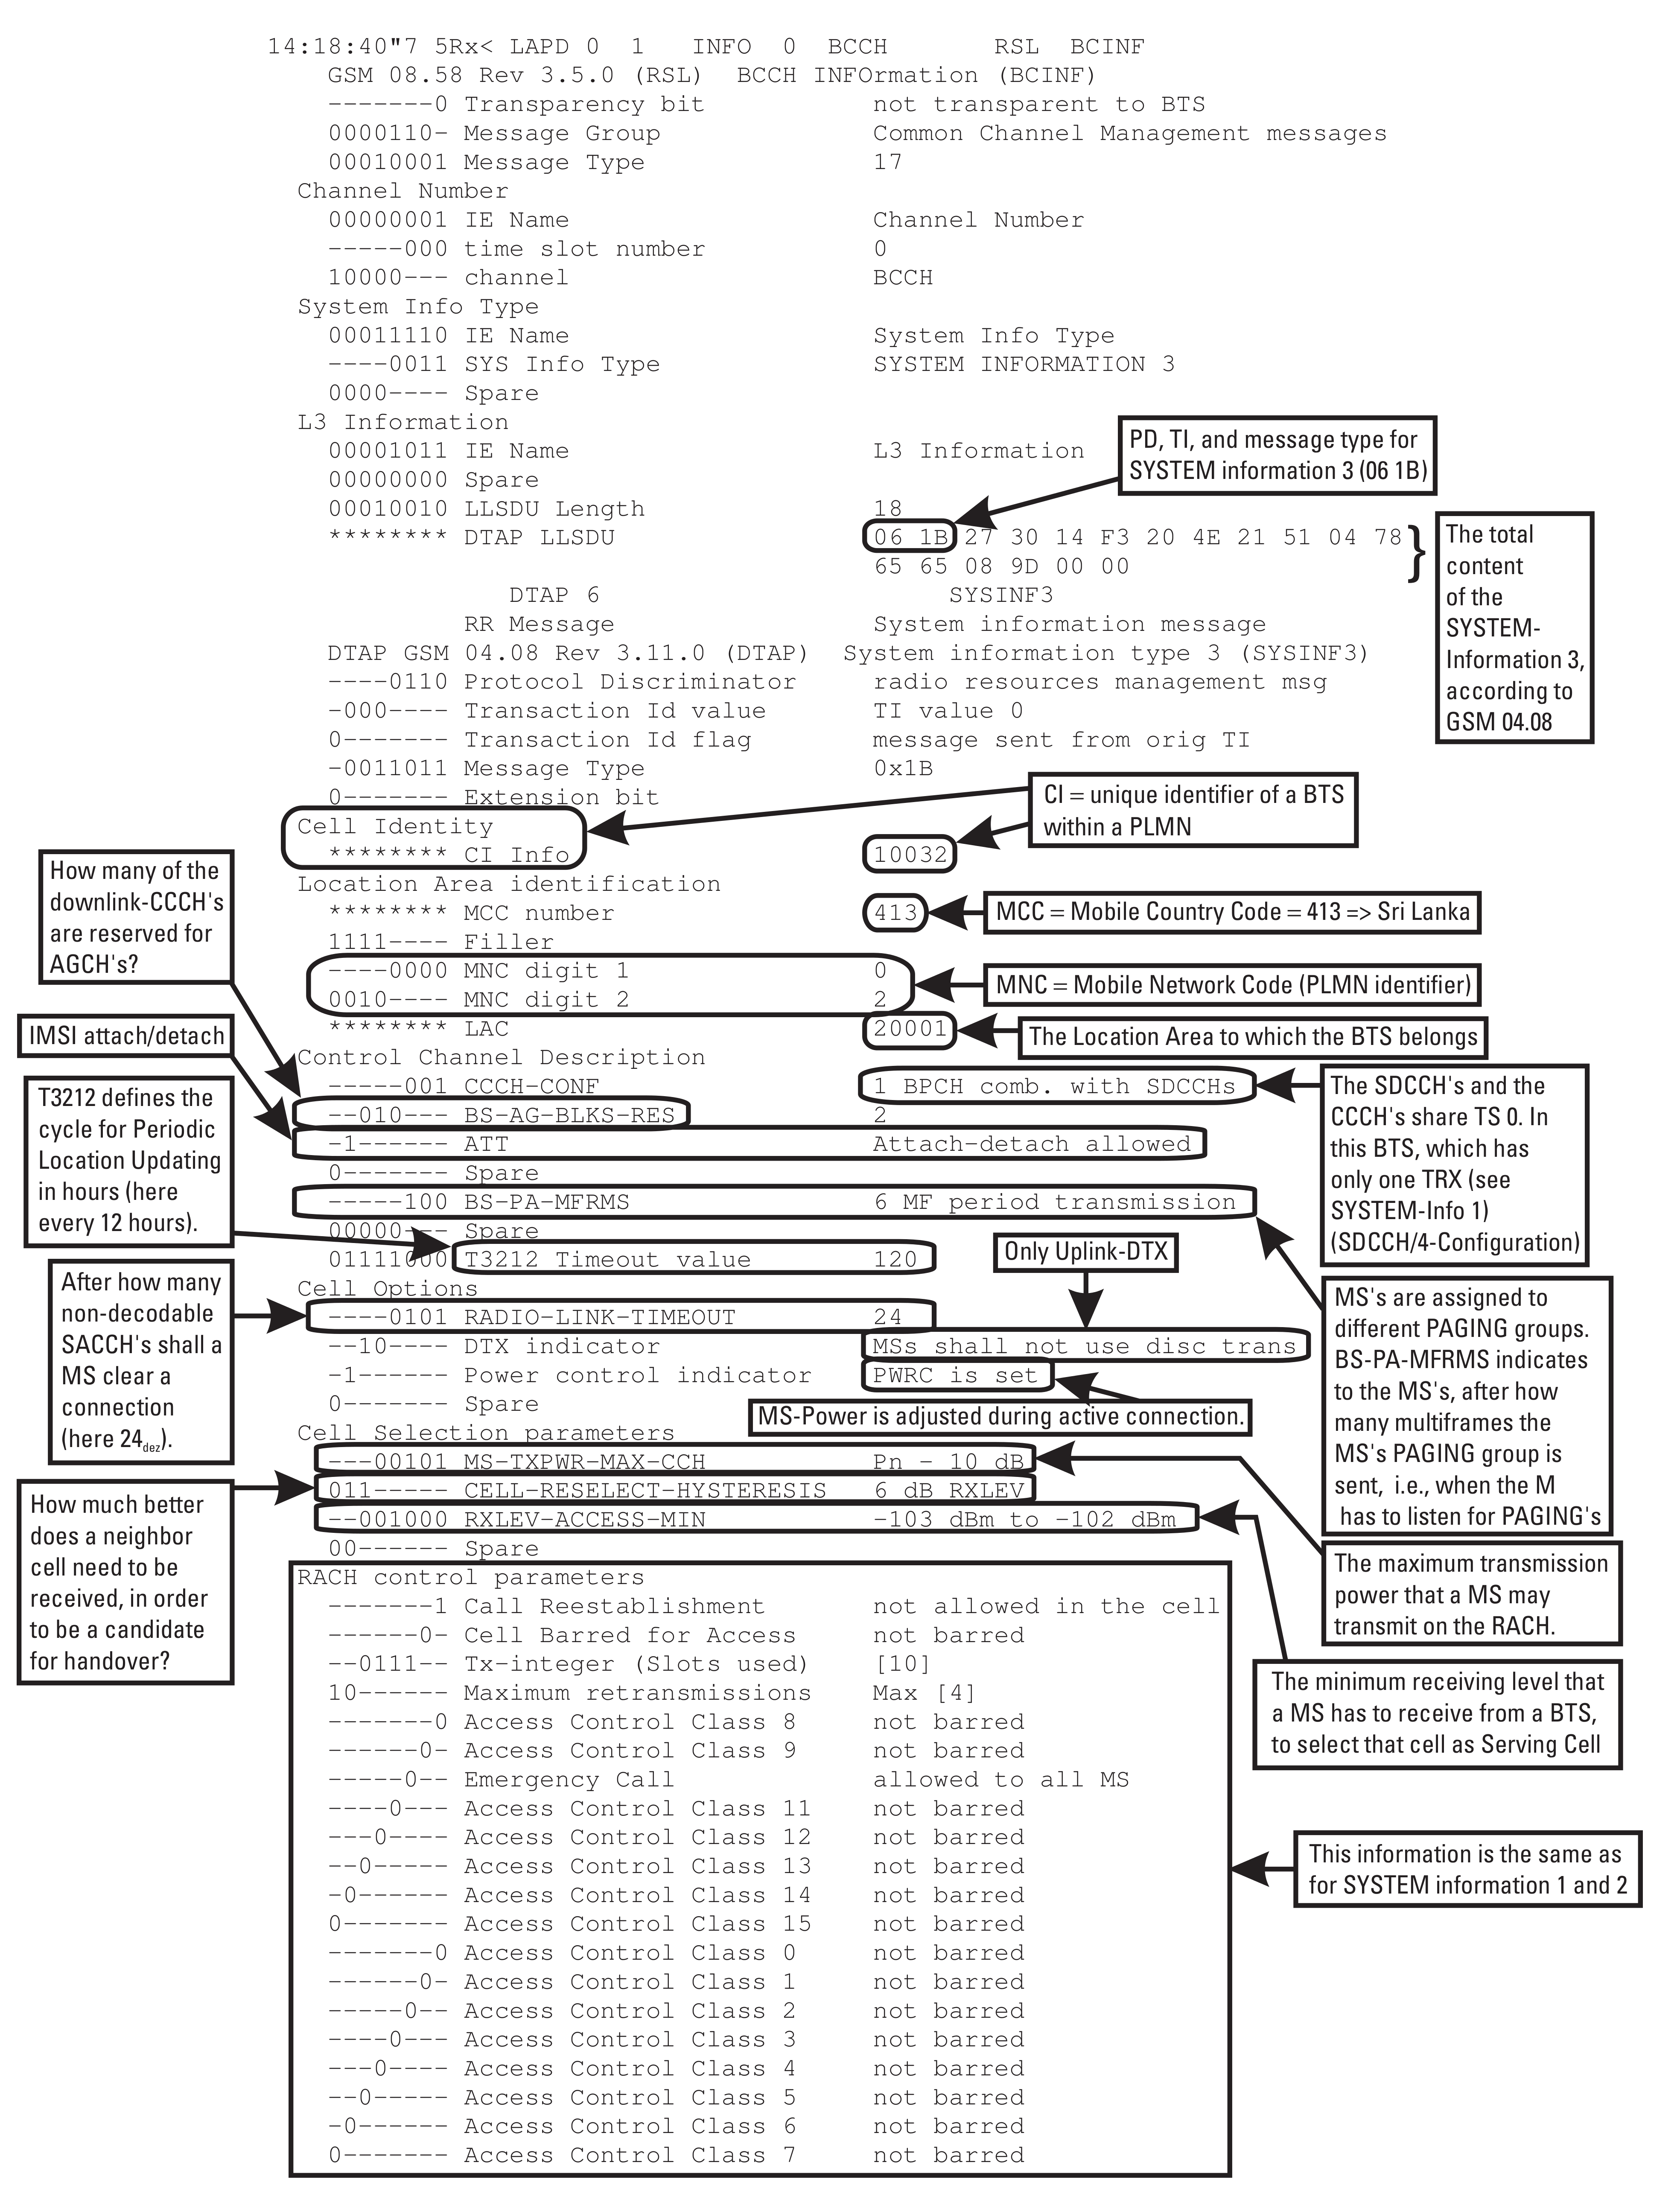 14:18:40"7 5Rx< LAPD 0 1 INFO 0 BCCH RSL BCINF
GSM 08.58 Rev 3.5.0 (RSL) BCCH INFOrmation (BCINF)
-------0 Transparency bit not transparent to BTS
0000110- Message Group Common Channel Management messages
00010001 Message Type 17
Channel Number
00000001 IE Name Channel Number
-----000 time slot number 0
10000--- channel BCCH
System Info Type
00011110 IE Name System Info Type
----0011 SYS Info Type SYSTEM INFORMATION 3
0000---- Spare
L3 Information
00001011 IE Name L3 Information
00000000 Spare
00010010 LLSDU Length 18
******** DTAP LLSDU 06 1B 27 30 14 F3 20 4E 21 51 04 78
65 65 08 9D 00 00
DTAP 6 SYSINF3
RR Message System information message
DTAP GSM 04.08 Rev 3.11.0 (DTAP) System information type 3 (SYSINF3)
----0110 Protocol Discriminator radio resources management msg
-000---- Transaction Id value TI value 0
0------- Transaction Id flag message sent from orig TI
-0011011 Message Type 0x1B
0------- Extension bit
Cell Identity
******** CI Info 10032
Location Area identification
******** MCC number 413
1111---- Filler
----0000 MNC digit 1 0
0010---- MNC digit 2 2
******** LAC 20001
Control Channel Description
-----001 CCCH-CONF 1 BPCH comb. with SDCCHs
--010--- BS-AG-BLKS-RES 2
-1------ ATT Attach-detach allowed
0------- Spare
-----100 BS-PA-MFRMS 6 MF period transmission
00000--- Spare
01111000 T3212 Timeout value 120
Cell Options
----0101 RADIO-LINK-TIMEOUT 24
--10---- DTX indicator MSs shall not use disc trans
-1------ Power control indicator PWRC is set
0------- Spare
Cell Selection parameters
---00101 MS-TXPWR-MAX-CCH Pn - 10 dB
011----- CELL-RESELECT-HYSTERESIS 6 dB RXLEV
--001000 RXLEV-ACCESS-MIN -103 dBm to -102 dBm
00------ Spare
RACH control parameters
-------1 Call Reestablishment not allowed in the cell
------0- Cell Barred for Access not barred
--0111-- Tx-integer (Slots used) [10]
10------ Maximum retransmissions Max [4]
-------0 Access Control Class 8 not barred
------0- Access Control Class 9 not barred
-----0-- Emergency Call allowed to all MS
----0--- Access Control Class 11 not barred
---0---- Access Control Class 12 not barred
--0----- Access Control Class 13 not barred
-0------ Access Control Class 14 not barred
0------- Access Control Class 15 not barred
-------0 Access Control Class 0 not barred
------0- Access Control Class 1 not barred
-----0-- Access Control Class 2 not barred
----0--- Access Control Class 3 not barred
---0---- Access Control Class 4 not barred
--0----- Access Control Class 5 not barred
-0------ Access Control Class 6 not barred
0------- Access Control Class 7 not barred
PD, TI, and message type for
SYSTEM information 3 (06 1B)
The total
content
of the
SYSTEM-
Information 3,
according to
GSM 04.08
CI = unique identifier of a BTS
within a PLMN
MCC = Mobile Country Code = 413 => Sri Lanka
MNC = Mobile Network Code (PLMN identifier)
The Location Area to which the BTS belongs
The SDCCH's and the
CCCH's share TS 0. In
this BTS, which has
only one TRX (see
SYSTEM-Info 1)
(SDCCH/4-Configuration)
Only Uplink-DTX
MS's are assigned to
different PAGING groups.
BS-PA-MFRMS indicates
to the MS's, after how
many multiframes the
MS's PAGING group is
sent, i.e., when the M
has to listen for PAGING's
MS-Power is adjusted during active connection.
The maximum transmission
power that a MS may
transmit on the RACH.
The minimum receiving level that
a MS has to receive from a BTS,
to select that cell as Serving Cell
This information is the same as
for SYSTEM information 1 and 2
How many of the
downlink-CCCH's
are reserved for
AGCH's?
IMSI attach/detach
T3212 defines the
cycle for Periodic
Location Updating
in hours (here
every 12 hours).
After how many
non-decodable
SACCH's shall a
MS clear a
connection
(here 24dez).
How much better
does a neighbor
cell need to be
received, in order
to be a candidate
for handover?